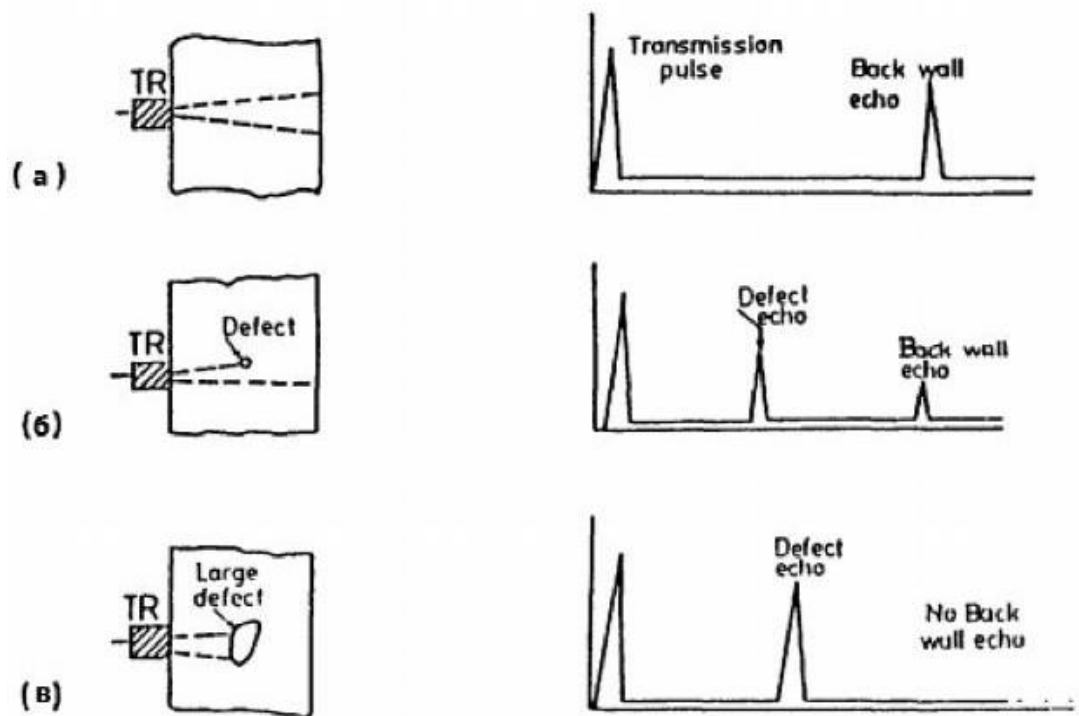 TR
(а)
Transmission
pulse
Back wall
echo
TR
Defect
(б)
Defect
echo
Back wall
echo
TR
Large
defect
(в)
Defect
echo
No Back
wall echo